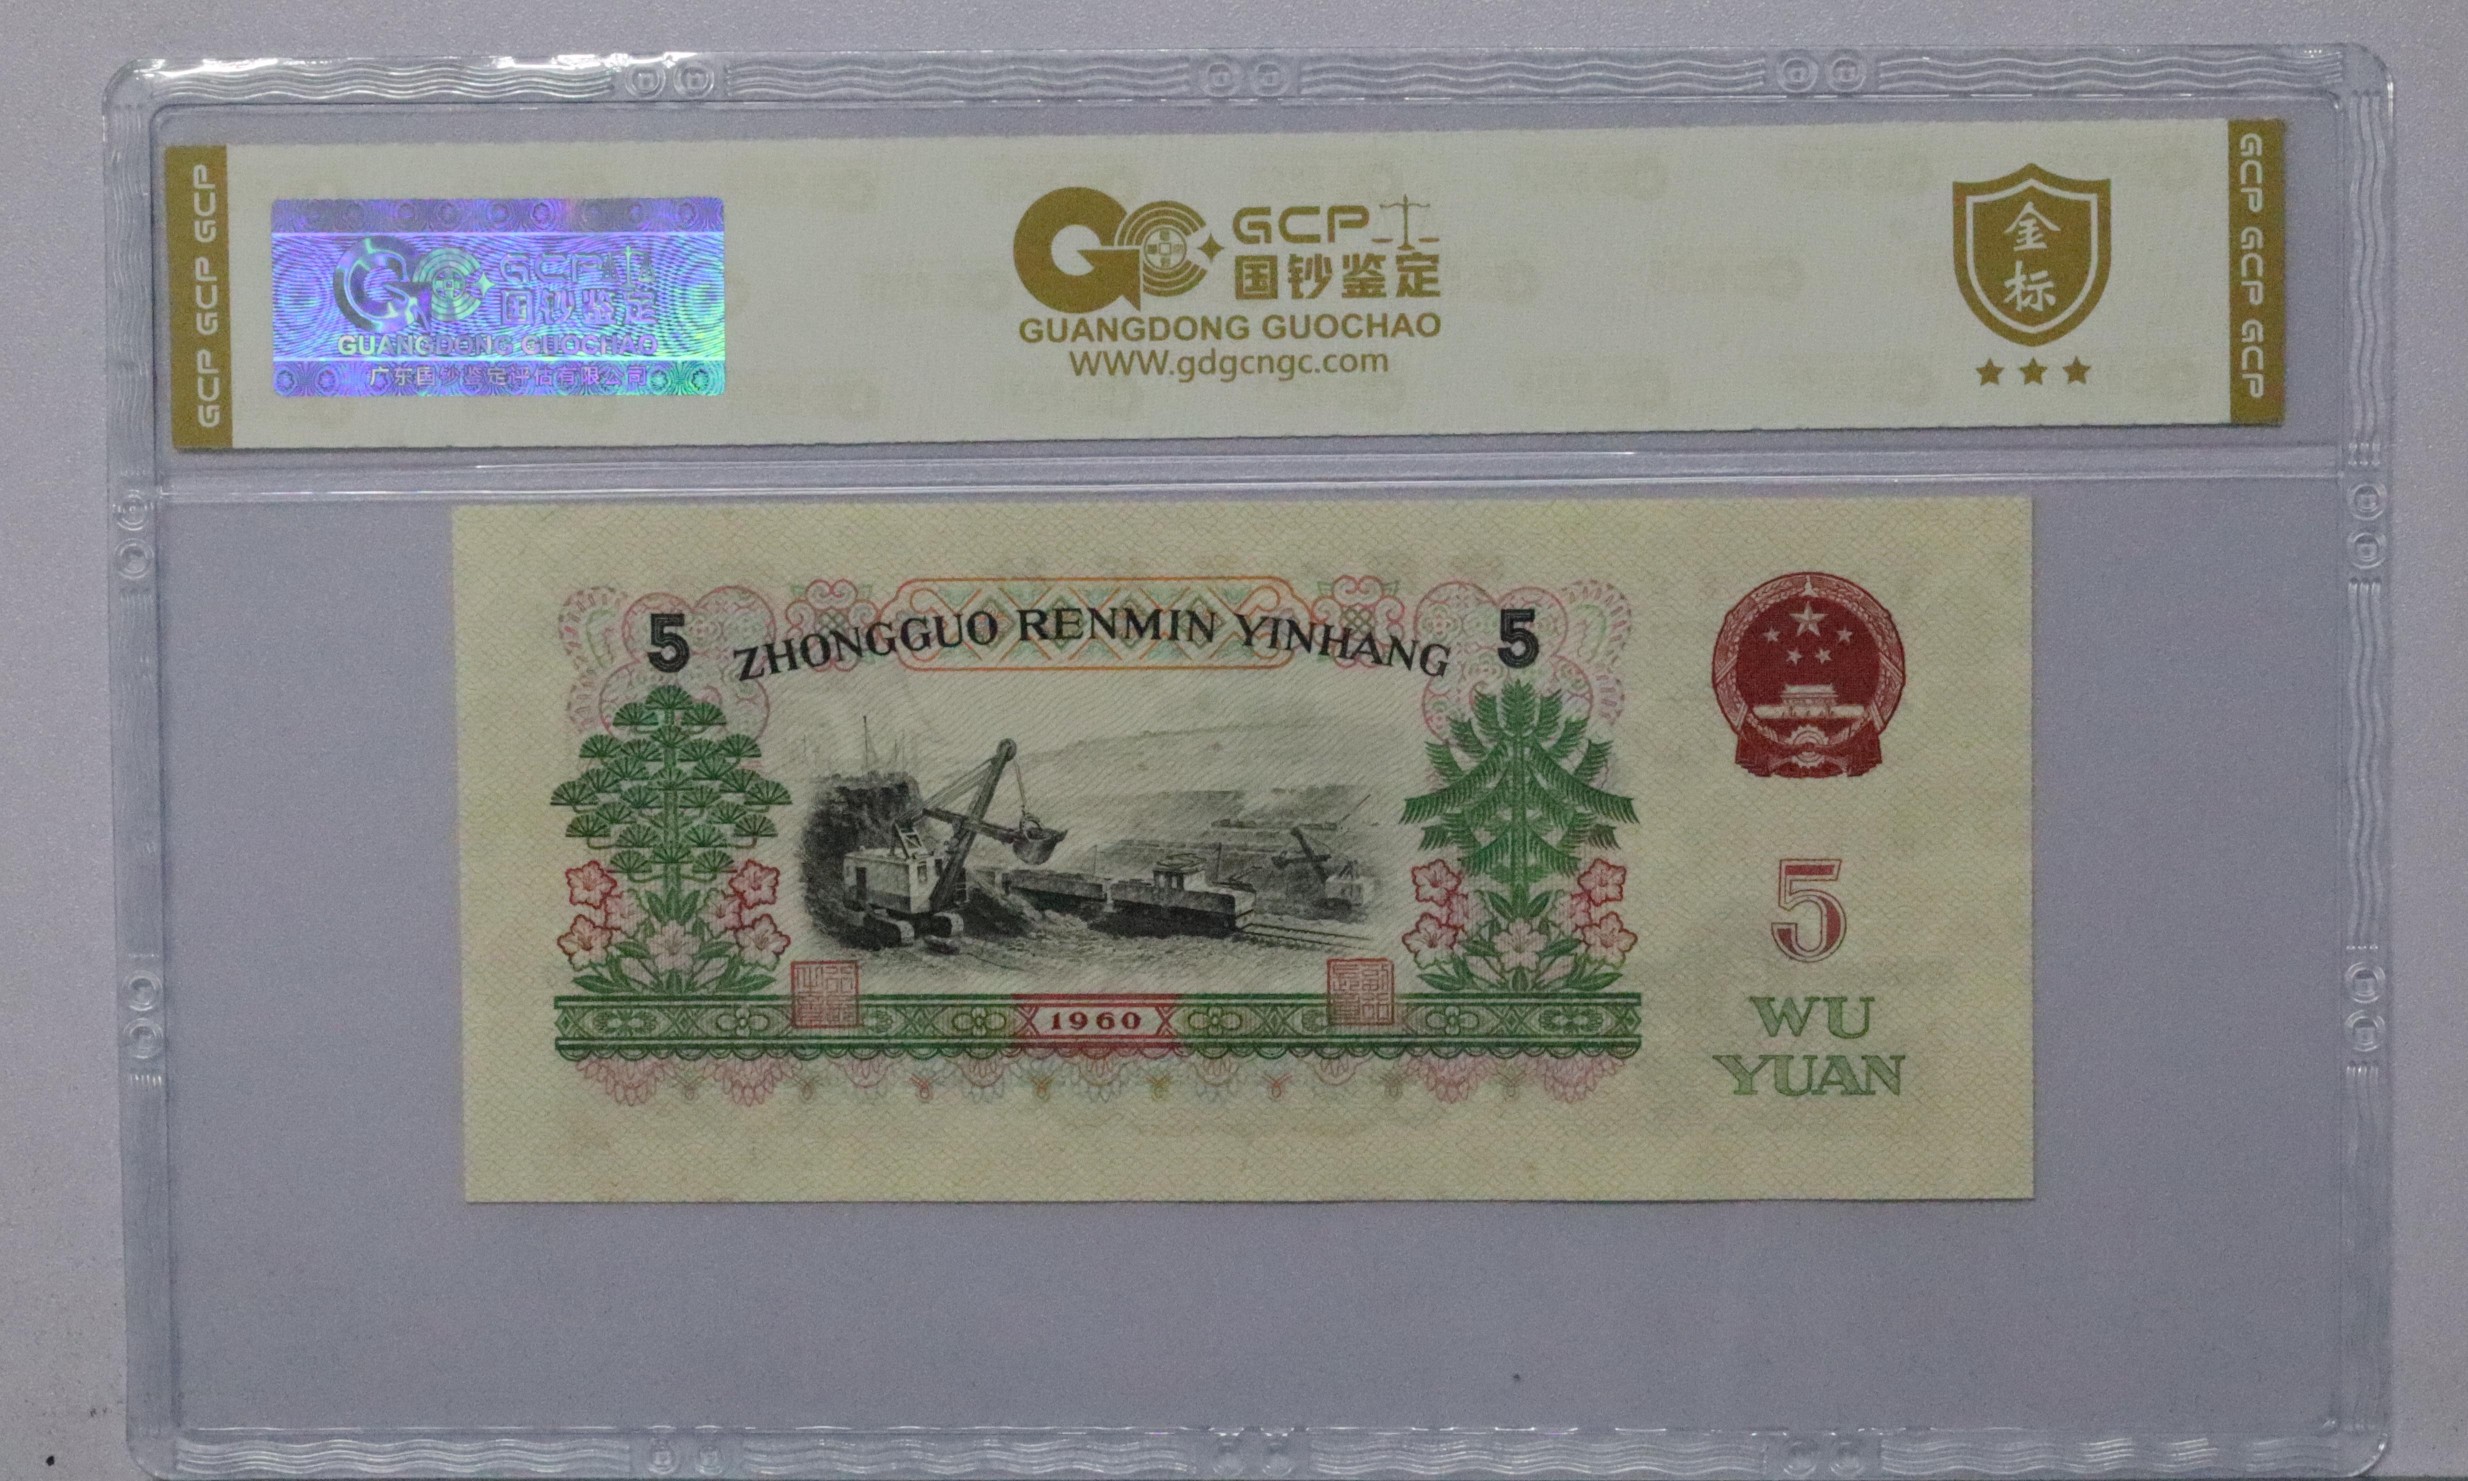 GCP GCP GCP
GCP
国钞鉴定
GUANGDONG GUOCHAO
广东国钞鉴定评估有限公司
GCP
国钞鉴定
GUANGDONG GUOCHAO
WWW.gdgcngc.com
金
标
GCP GCP GCP
5 ZHONGGUO RENMIN YINHANG 5
1960
5
WU
YUAN